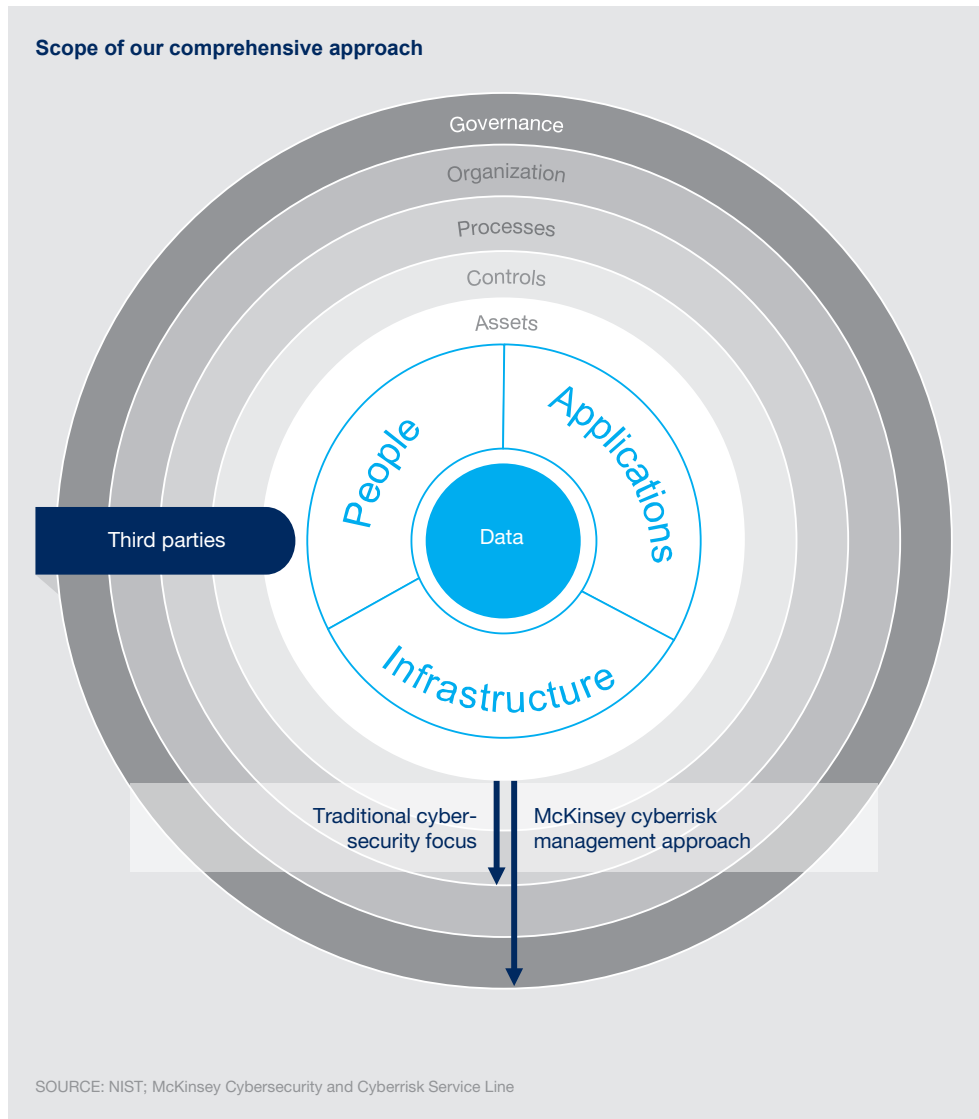 Scope of our comprehensive approach
Governance
Organization
Processes
Controls
Assets
People
Applications
Third parties
Data
Infrastructure
Traditional cyber-
security focus
McKinsey cyberrisk
management approach
SOURCE: NIST; McKinsey Cybersecurity and Cyberrisk Service Line